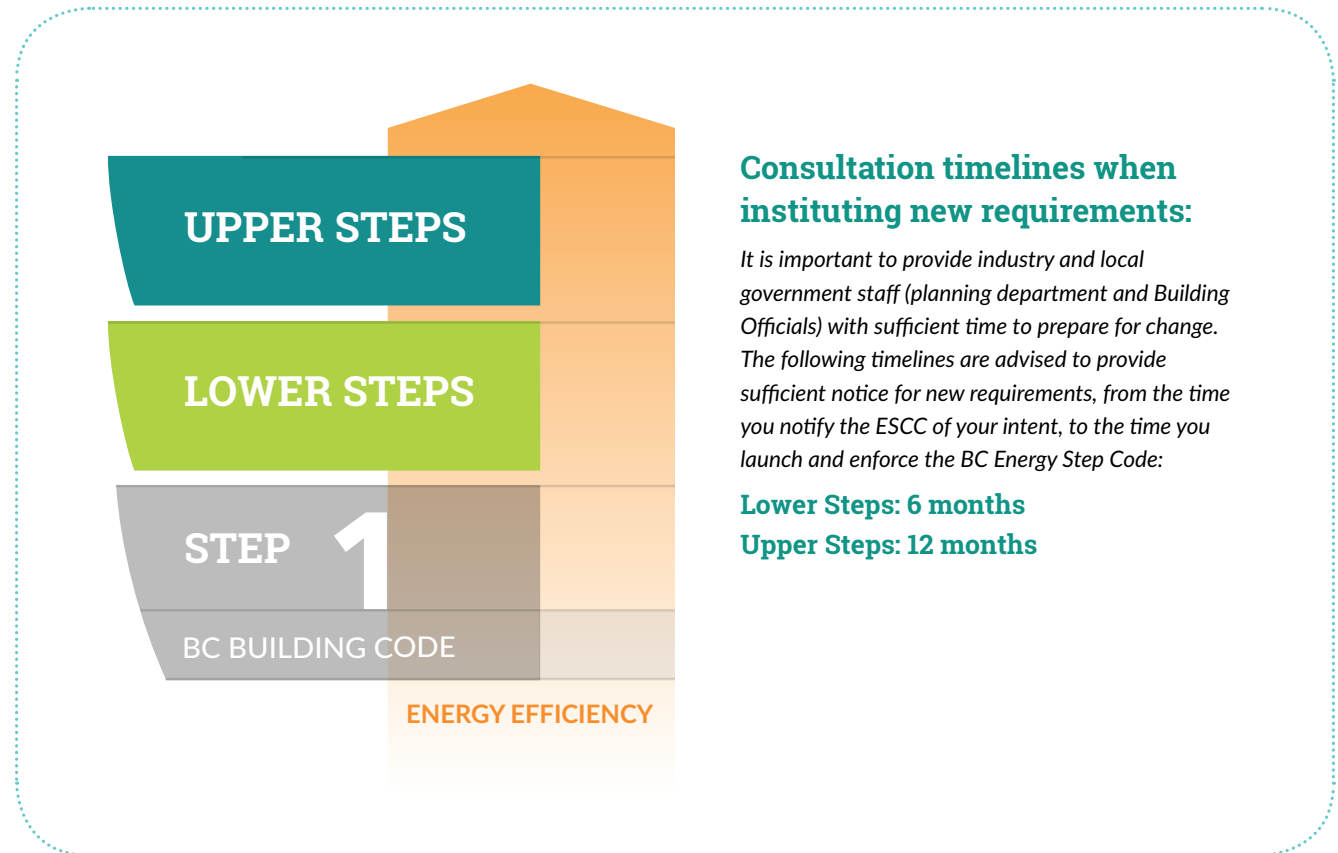 UPPER STEPS
LOWER STEPS
STEP 1
BC BUILDING CODE
ENERGY EFFICIENCY
Consultation timelines when
instituting new requirements:
It is important to provide industry and local
government staff (planning department and Building
Officials) with sufficient time to prepare for change.
The following timelines are advised to provide
sufficient notice for new requirements, from the time
you notify the ESCC of your intent, to the time you
launch and enforce the BC Energy Step Code:
Lower Steps: 6 months
Upper Steps: 12 months